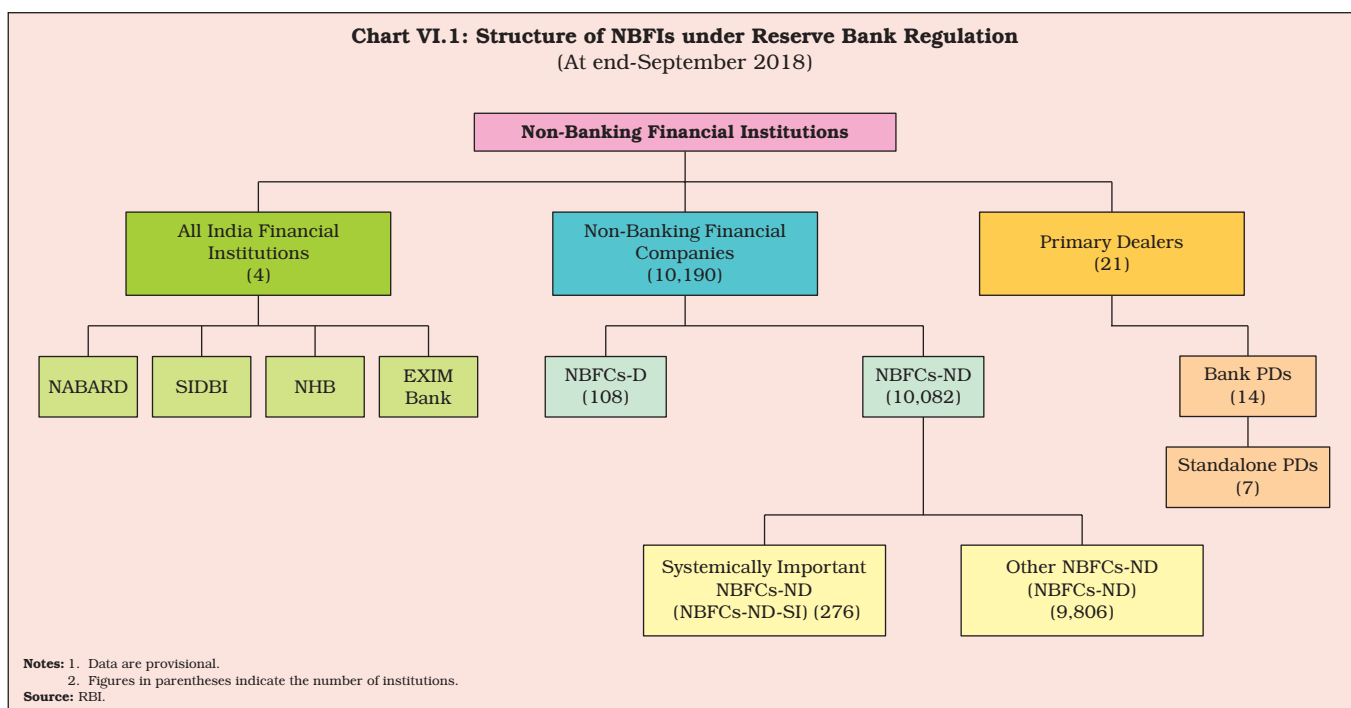 Chart VI.1: Structure of NBFIs under Reserve Bank Regulation
(At end-September 2018)
Non-Banking Financial Institutions
All India Financial
Institutions
(4)
Non-Banking Financial
Companies
(10,190)
Primary Dealers
(21)
NABARD
SIDBI
NHB
EXIM
Bank
NBFCs-D
(108)
NBFCs-ND
(10,082)
Bank PDs
(14)
Standalone PDs
(7)
Systemically Important
NBFCs-ND
(NBFCs-ND-SI) (276)
Other NBFCs-ND
(NBFCs-ND)
(9,806)
Notes: 1. Data are provisional.
2. Figures in parentheses indicate the number of institutions.
Source: RBI.